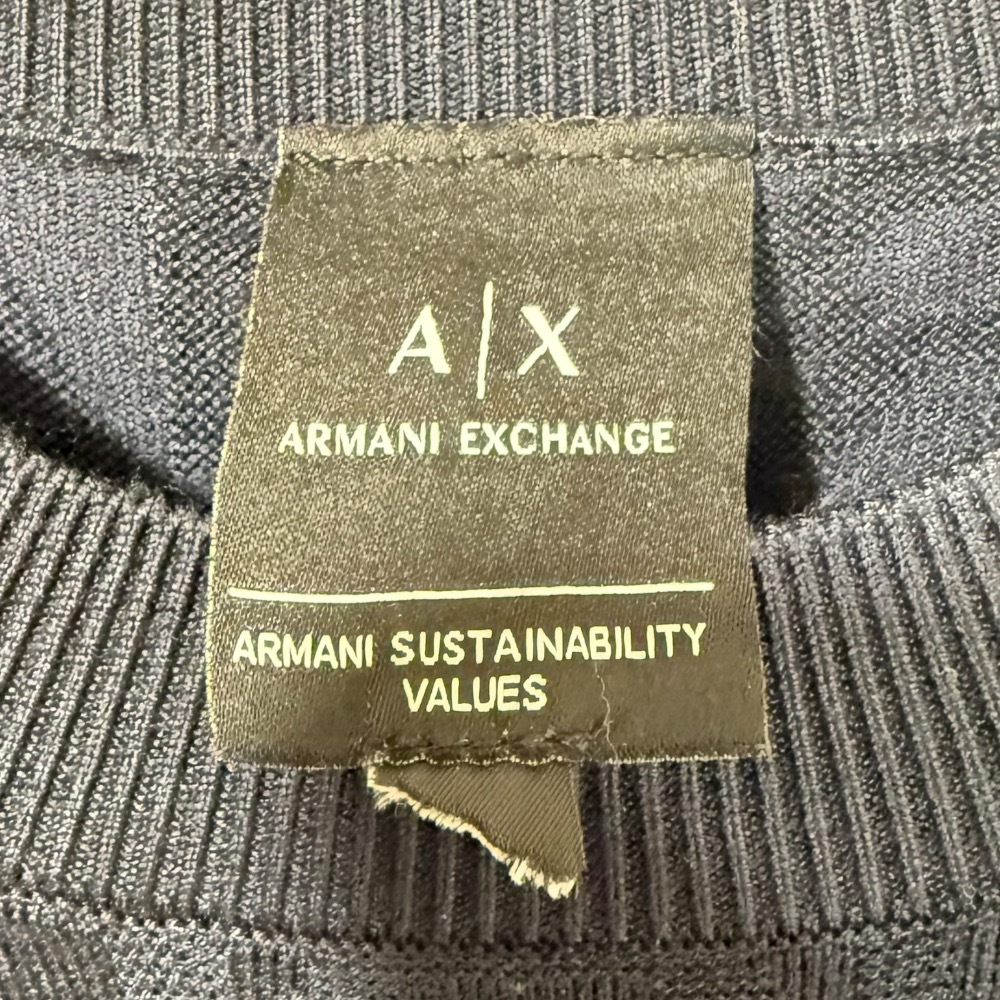 A|X
ARMANI EXCHANGE
ARMANI SUSTAINABILITY
VALUES